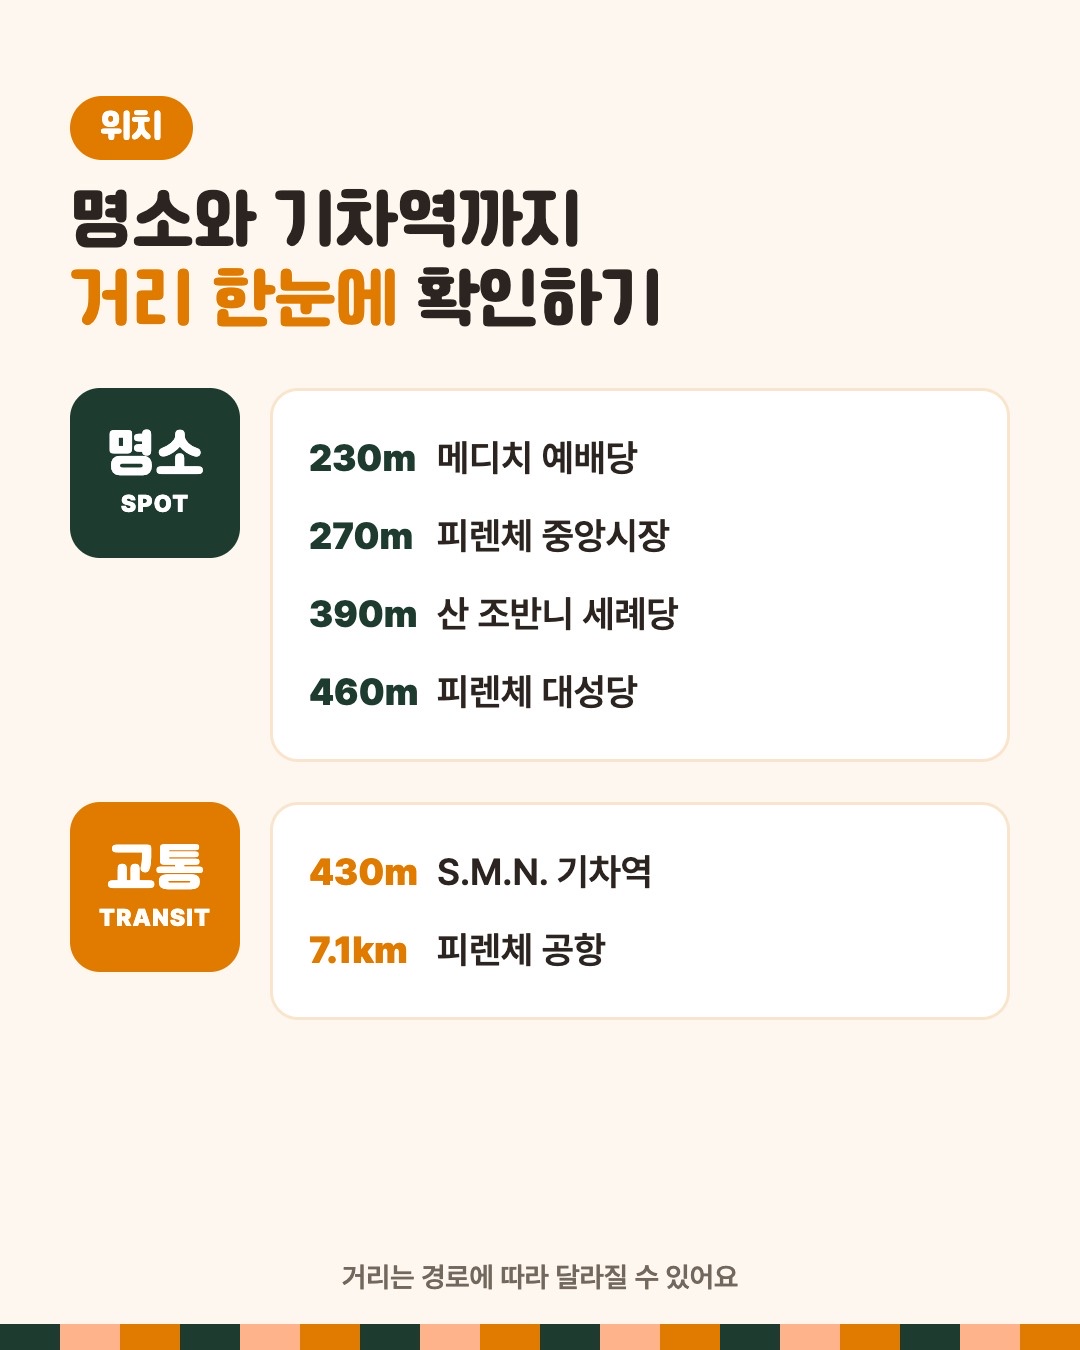 위치
명소와 기차역까지
거리 한눈에 확인하기
명소
SPOT
230m 메디치 예배당
270m 피렌체 중앙시장
390m 산 조반니 세례당
460m 피렌체 대성당
교통
TRANSIT
430m S.M.N. 기차역
7.1km 피렌체 공항
거리는 경로에 따라 달라질 수 있어요